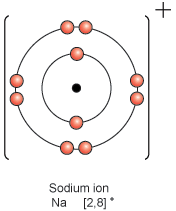 +
Sodium ion
Na [2,8]⁺